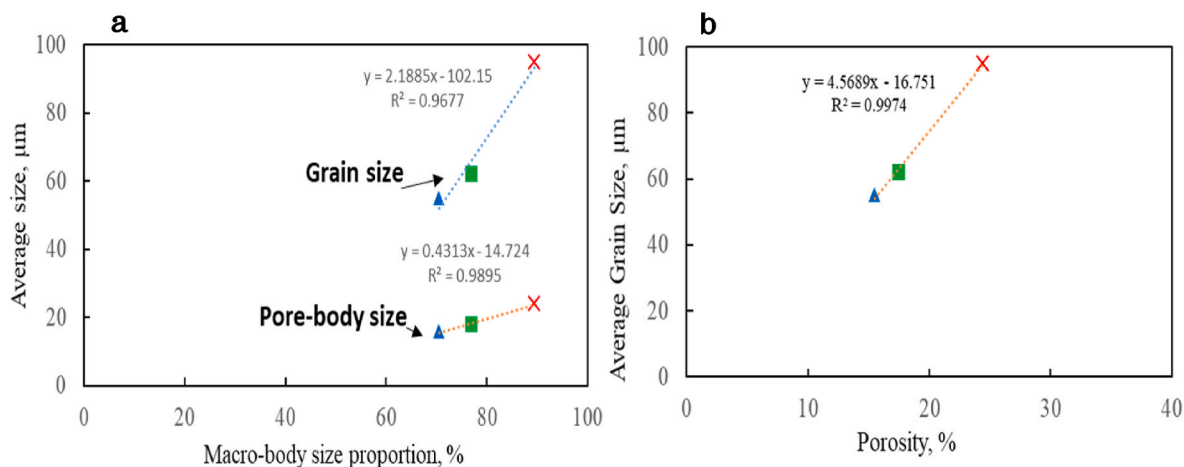 a
100
80
60
40
20
0
Average size, µm
y = 2.1885x - 102.15
R² = 0.9677
Grain size
y = 0.4313x - 14.724
R² = 0.9895
Pore-body size
0 20 40 60 80 100
Macro-body size proportion, %
b
100
80
60
40
20
0
Average Grain Size, µm
y = 4.5689x - 16.751
R² = 0.9974
0 10 20 30 40
Porosity, %